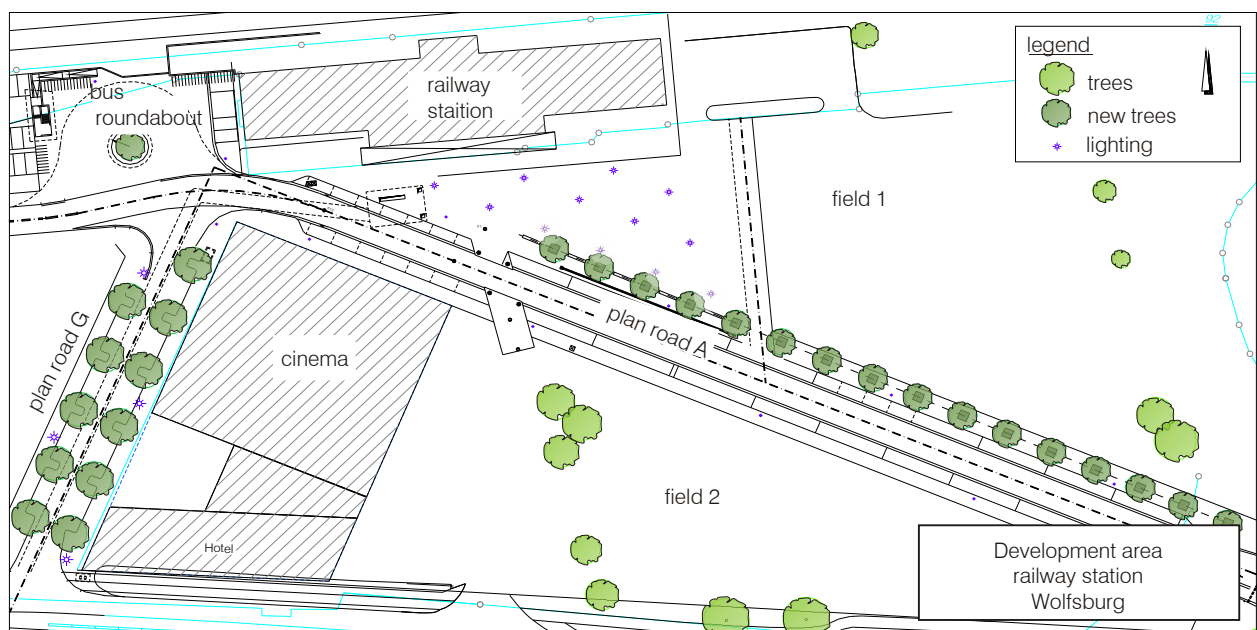 92
legend
trees
new trees
lighting
bus
roundabout
railway
staition
field 1
plan road A
plan road G
cinema
field 2
Hotel
Development area
railway station
Wolfsburg